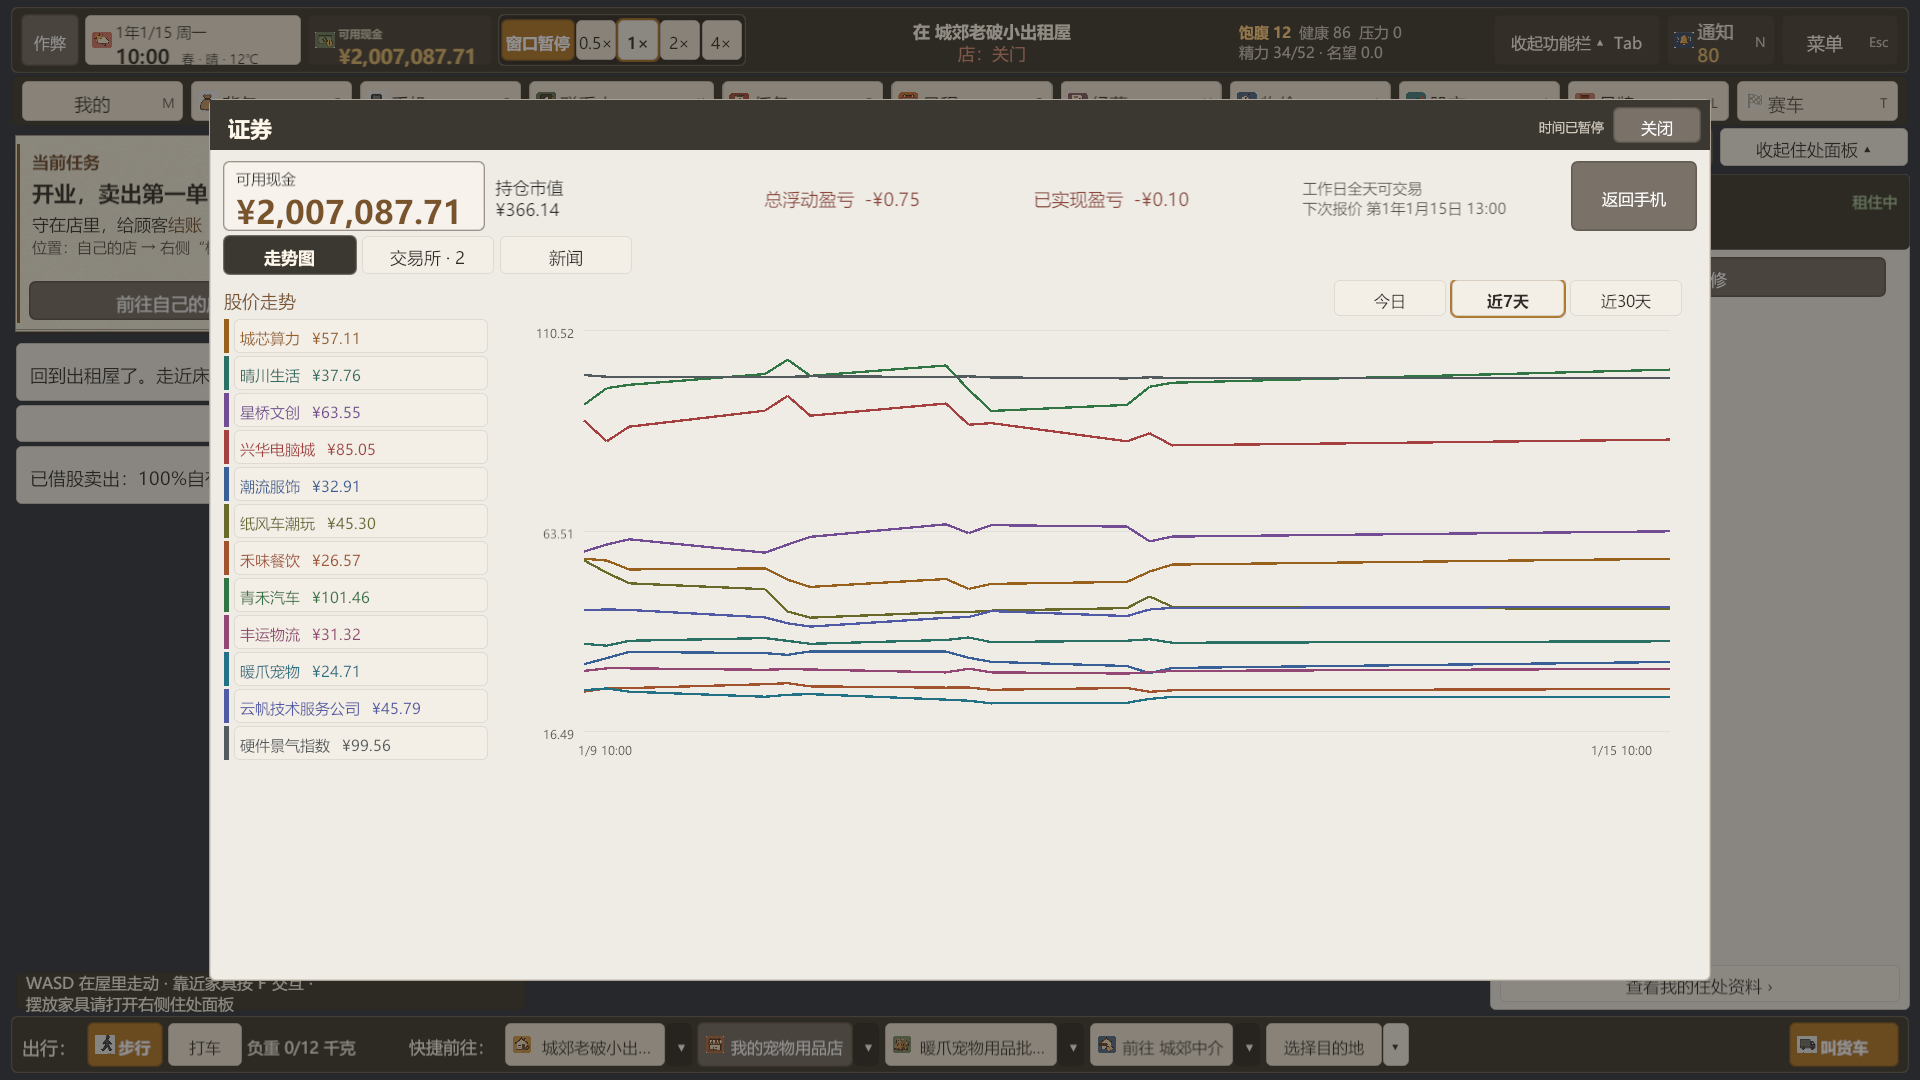 作弊
1年1/15 周一
10:00 春 · 晴 · 12℃
可用现金
¥2,007,087.71
窗口暂停
0.5×
1×
2×
4×
在 城郊老破小出租屋
店：关门
饱腹 12 健康 86 压力 0
精力 34/52 · 名望 0.0
收起功能栏 ▴ Tab
通知
80
N
菜单 Esc
我的 M
赛车 T
L
收起住处面板 ▴
租住中
修
当前任务
开业，卖出第一单
守在店里，给顾客结账
位置：自己的店 → 右侧
前往自己的
回到出租屋了。走近床
已借股卖出：100%自
证券
时间已暂停
关闭
可用现金
¥2,007,087.71
持仓市值
¥366.14
总浮动盈亏 -¥0.75
已实现盈亏 -¥0.10
工作日全天可交易
下次报价 第1年1月15日 13:00
返回手机
走势图
交易所 · 2
新闻
股价走势
今日
近7天
近30天
城芯算力 ¥57.11
晴川生活 ¥37.76
星桥文创 ¥63.55
兴华电脑城 ¥85.05
潮流服饰 ¥32.91
纸风车潮玩 ¥45.30
禾味餐饮 ¥26.57
青禾汽车 ¥101.46
丰运物流 ¥31.32
暖爪宠物 ¥24.71
云帆技术服务公司 ¥45.79
硬件景气指数 ¥99.56
110.52
63.51
16.49
1/9 10:00
1/15 10:00
WASD 在屋里走动 · 靠近家具按 F 交互 ·
摆放家具请打开右侧住处面板
查看我的住处资料 ›
出行：
步行
打车
负重 0/12 千克
快捷前往：
城郊老破小出... ▾
我的宠物用品店 ▾
暖爪宠物用品批... ▾
前往 城郊中介 ▾
选择目的地 ▾
叫货车